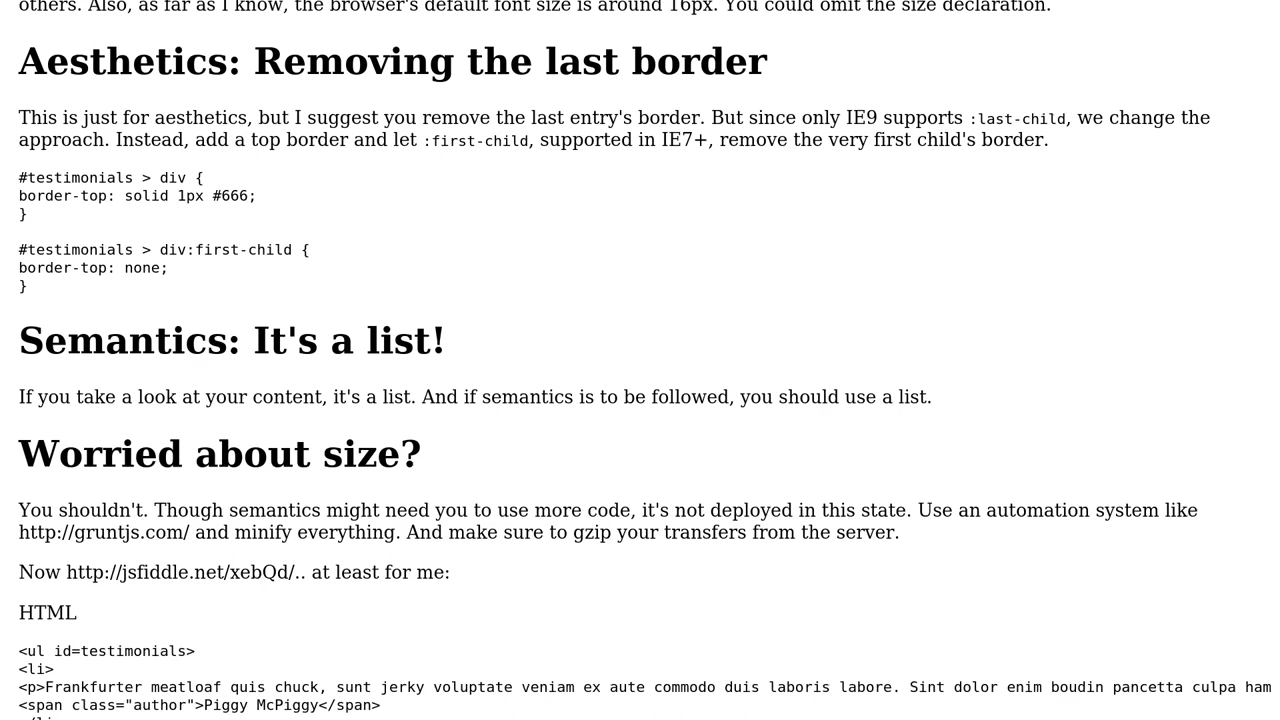 others. Also, as far as I know, the browser's default font size is around 16px. You could omit the size declaration.
Aesthetics: Removing the last border
This is just for aesthetics, but I suggest you remove the last entry's border. But since only IE9 supports :last-child, we change the
approach. Instead, add a top border and let :first-child, supported in IE7+, remove the very first child's border.
#testimonials > div {
border-top: solid 1px #666;
}
#testimonials > div:first-child {
border-top: none;
}
Semantics: It's a list!
If you take a look at your content, it's a list. And if semantics is to be followed, you should use a list.
Worried about size?
You shouldn't. Though semantics might need you to use more code, it's not deployed in this state. Use an automation system like
http://gruntjs.com/ and minify everything. And make sure to gzip your transfers from the server.
Now http://jsfiddle.net/xebQd/.. at least for me:
HTML
<ul id=testimonials>
<li>
<p>Frankfurter meatloaf quis chuck, sunt jerky voluptate veniam ex aute commodo duis laboris labore. Sint dolor enim boudin pancetta culpa ham
<span class="author">Piggy McPiggy</span>